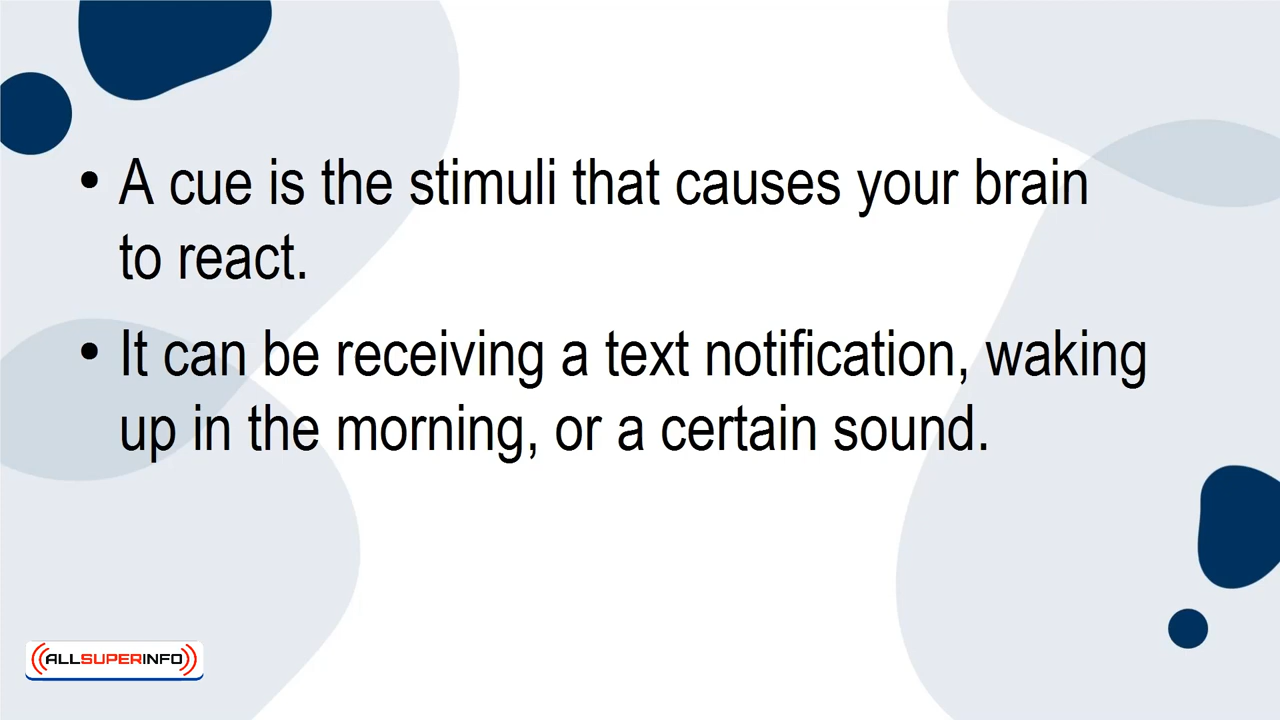 • A cue is the stimuli that causes your brain
to react.
• It can be receiving a text notification, waking
up in the morning, or a certain sound.
ALLSUPERINFO